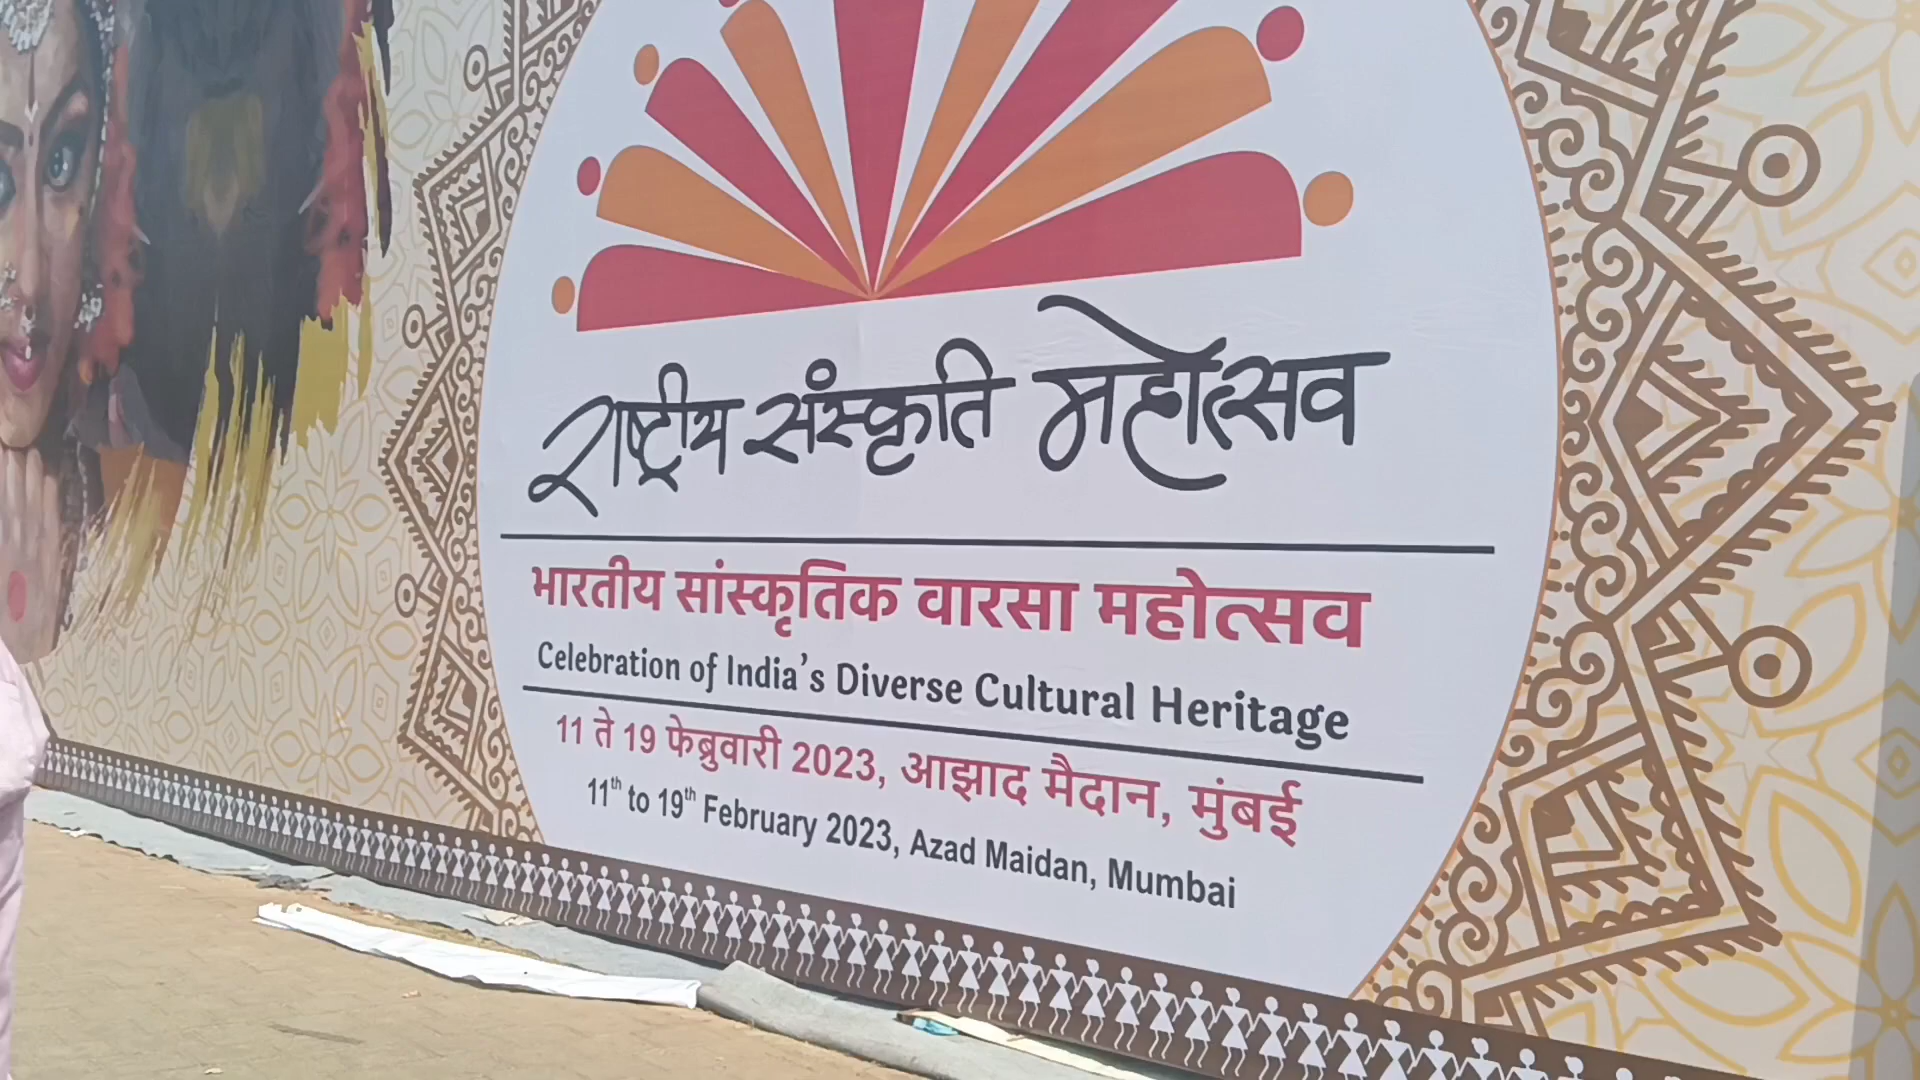 राष्ट्रीय संस्कृति महोत्सव
भारतीय सांस्कृतिक वारसा महोत्सव
Celebration of India's Diverse Cultural Heritage
11 ते 19 फेब्रुवारी 2023, आझाद मैदान, मुंबई
11th to 19th February 2023, Azad Maidan, Mumbai